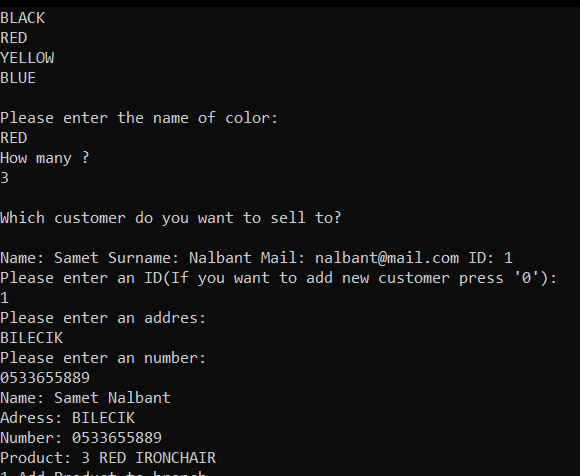 BLACK
RED
YELLOW
BLUE
Please enter the name of color:
RED
How many ?
3
Which customer do you want to sell to?
Name: Samet Surname: Nalbant Mail: nalbant@mail.com ID: 1
Please enter an ID(If you want to add new customer press '0'):
1
Please enter an addres:
BILECIK
Please enter an number:
0533655889
Name: Samet Nalbant
Adress: BILECIK
Number: 0533655889
Product: 3 RED IRONCHAIR
1 Add Product to branch